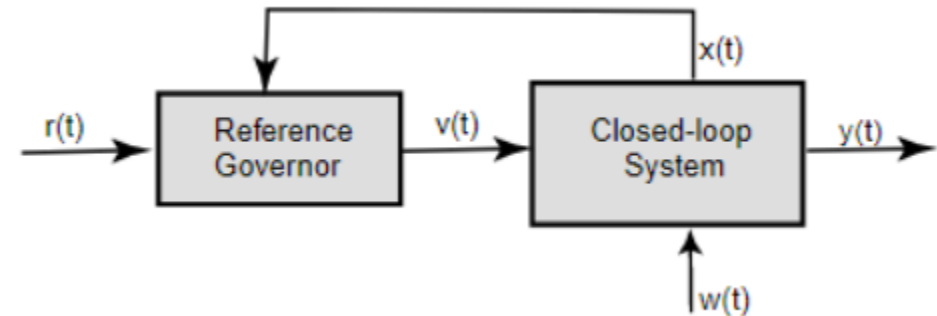 x(t)
r(t)
Reference
Governor
v(t)
Closed-loop
System
y(t)
w(t)